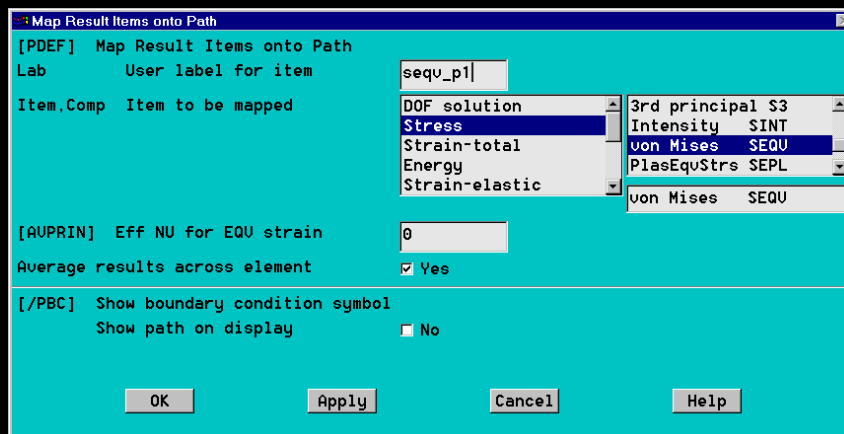 Map Result Items onto Path
[PDEF] Map Result Items onto Path
Lab User label for item seqv_p1
Item,Comp Item to be mapped
DOF solution
Stress
Strain-total
Energy
Strain-elastic
3rd principal S3
Intensity SINT
von Mises SEQV
PlasEqvStrs SEPL
von Mises SEQV
[AVPRIN] Eff NU for EQV strain 0
Average results across element Yes
[/PBC] Show boundary condition symbol
Show path on display No
OK Apply Cancel Help